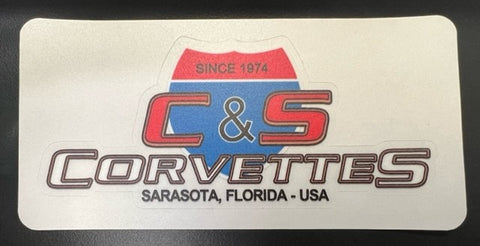 SINCE 1974
C & S
CORVETTES
SARASOTA, FLORIDA - USA